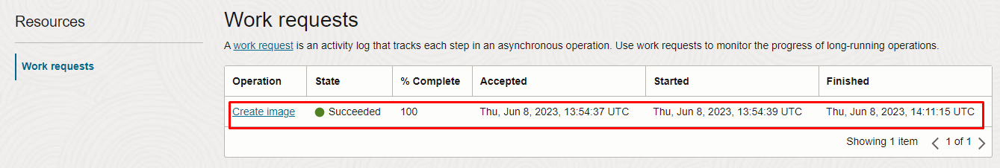 Resources
Work requests
Work requests
A work request is an activity log that tracks each step in an asynchronous operation. Use work requests to monitor the progress of long-running operations.
Operation State % Complete Accepted Started Finished
Create image Succeeded 100 Thu, Jun 8, 2023, 13:54:37 UTC Thu, Jun 8, 2023, 13:54:39 UTC Thu, Jun 8, 2023, 14:11:15 UTC
Showing 1 item 1 of 1